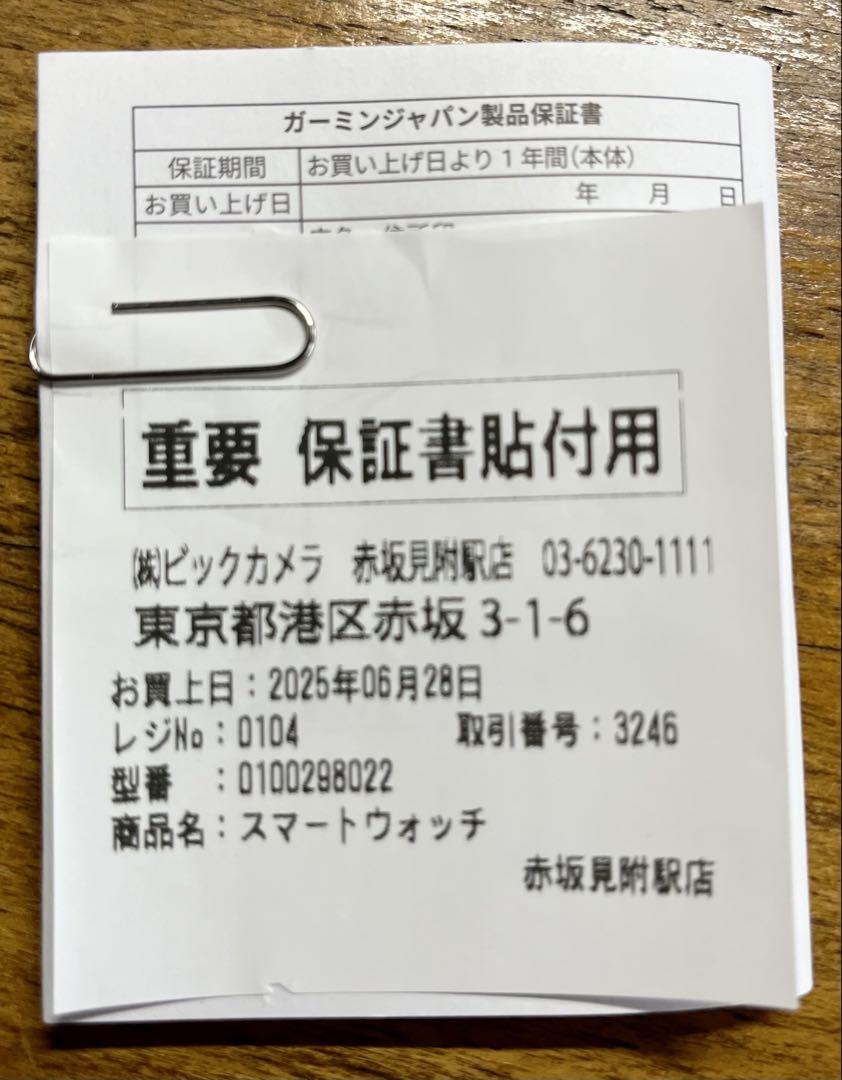 ガーミンジャパン製品保証書
保証期間 お買い上げ日より1年間(本体)
お買い上げ日 年 月 日
重要 保証書貼付用
㈱ビックカメラ 赤坂見附駅店 03-6230-1111
東京都港区赤坂3-1-6
お買上日:2025年06月28日
レジNo:0104 取引番号:3246
型番 :0100298022
商品名:スマートウォッチ
赤坂見附駅店